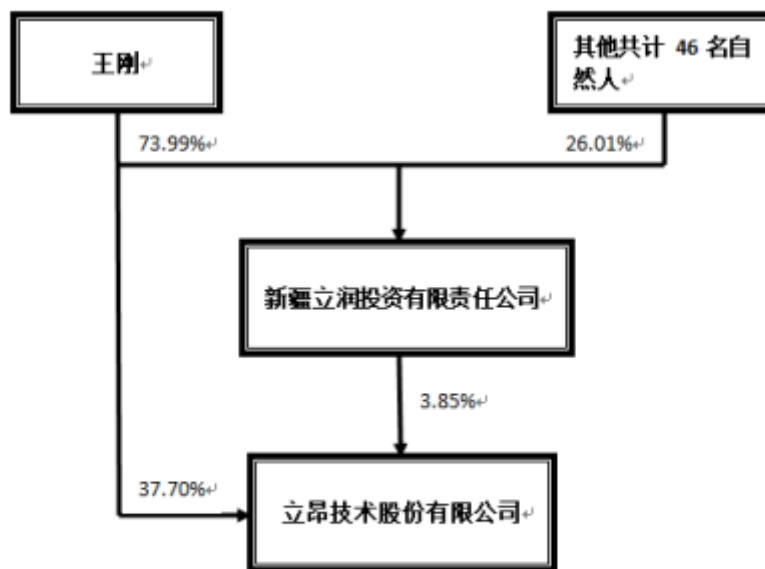 王刚
其他共计 46 名自
然人
73.99%
26.01%
新疆立润投资有限责任公司
3.85%
37.70%
立昂技术股份有限公司